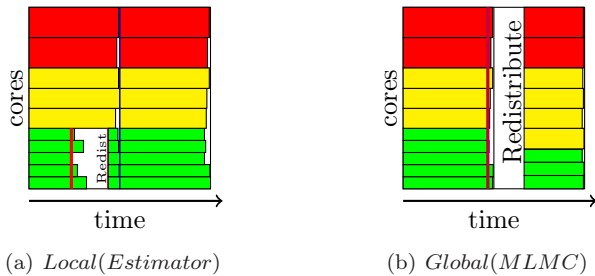 cores
Redist
time
(a) Local(Estimator)
cores
Redistribute
time
(b) Global(MLMC)